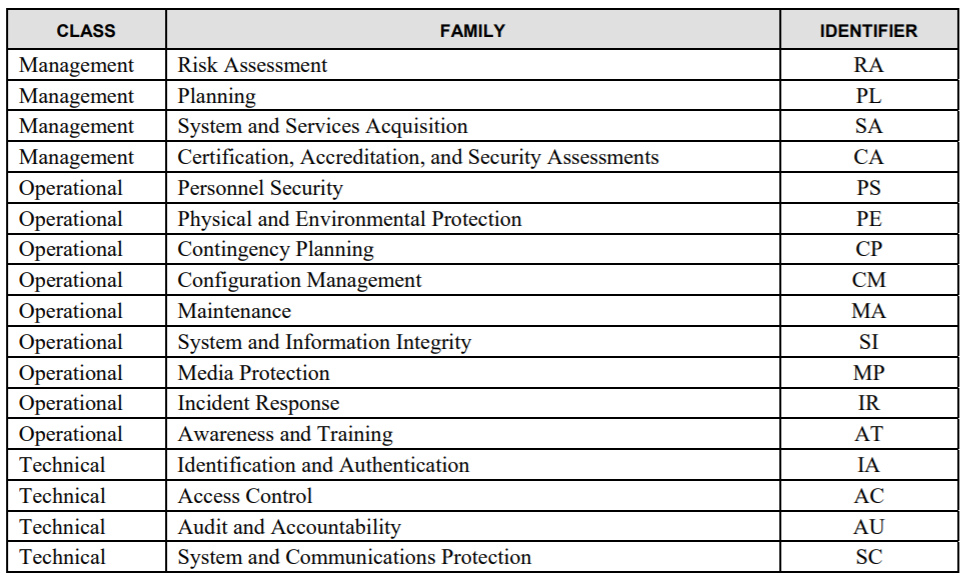 CLASS FAMILY IDENTIFIER
Management Risk Assessment RA
Management Planning PL
Management System and Services Acquisition SA
Management Certification, Accreditation, and Security Assessments CA
Operational Personnel Security PS
Operational Physical and Environmental Protection PE
Operational Contingency Planning CP
Operational Configuration Management CM
Operational Maintenance MA
Operational System and Information Integrity SI
Operational Media Protection MP
Operational Incident Response IR
Operational Awareness and Training AT
Technical Identification and Authentication IA
Technical Access Control AC
Technical Audit and Accountability AU
Technical System and Communications Protection SC